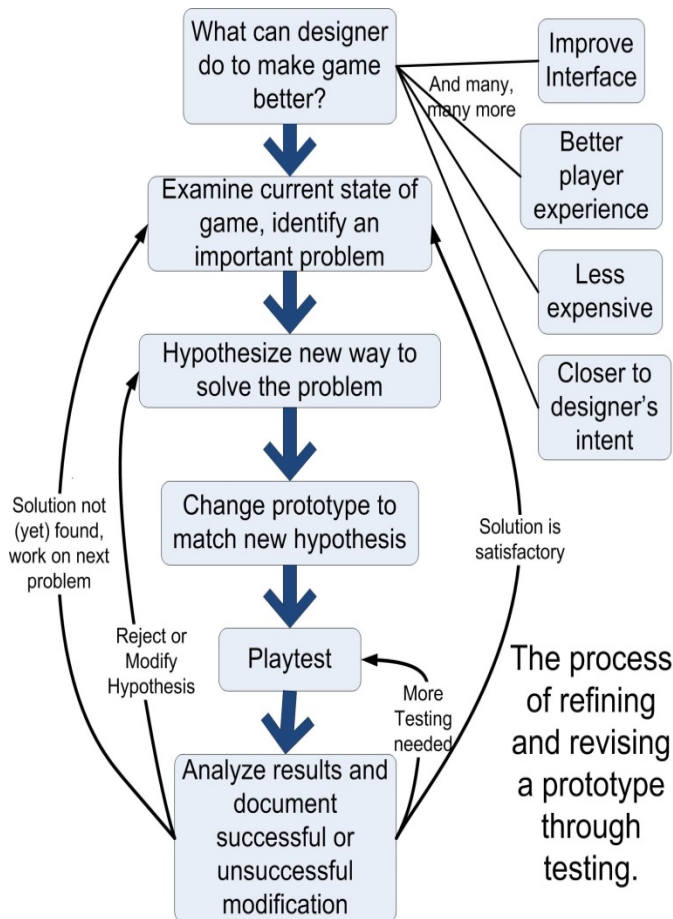 What can designer
do to make game
better?
Improve
Interface
And many,
many more
Better
player
experience
Examine current state of
game, identify an
important problem
Less
expensive
Hypothesize new way to
solve the problem
Closer to
designer's
intent
Change prototype to
match new hypothesis
Solution not
(yet) found,
work on next
problem
Solution is
satisfactory
Reject or
Modify
Hypothesis
Playtest
More
Testing
needed
Analyze results and
document
successful or
unsuccessful
modification
The process
of refining
and revising
a prototype
through
testing.